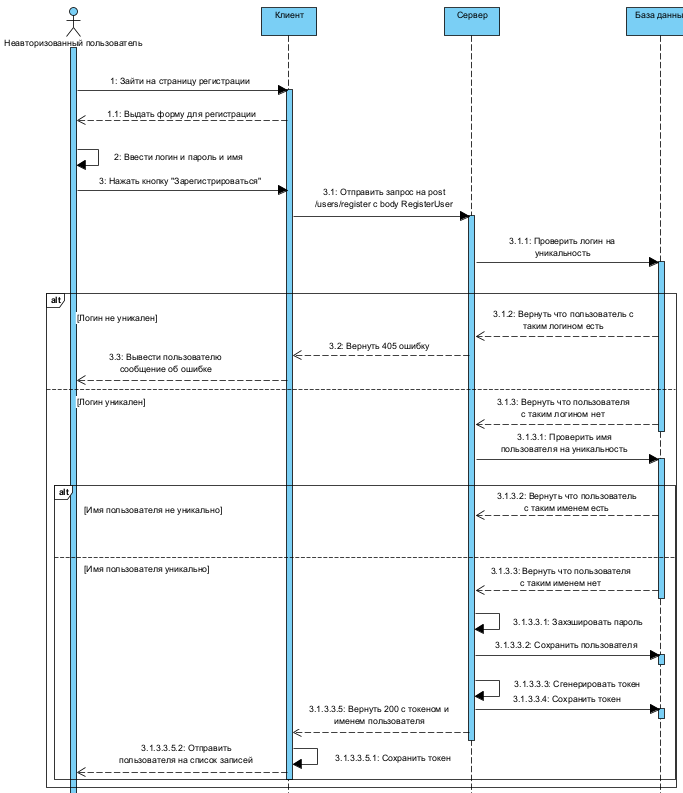 Клиент
Сервер
База данны
Неавторизованный пользователь
1: Зайти на страницу регистрации
1.1: Выдать форму для регистрации
2: Ввести логин и пароль и имя
3: Нажать кнопку "Зарегистрироваться"
3.1: Отправить запрос на post
/users/register с body RegisterUser
3.1.1: Проверить логин на
уникальность
alt
[Логин не уникален]
3.1.2: Вернуть что пользователь с
таким логином есть
3.2: Вернуть 405 ошибку
3.3: Вывести пользователю
сообщение об ошибке
[Логин уникален]
3.1.3: Вернуть что пользователя
с таким логином нет
3.1.3.1: Проверить имя
пользователя на уникальность
alt
[Имя пользователя не уникально]
3.1.3.2: Вернуть что пользователь
с таким именем есть
[Имя пользователя уникально]
3.1.3.3: Вернуть что пользователя
с таким именем нет
3.1.3.3.1: Захэшировать пароль
3.1.3.3.2: Сохранить пользователя
3.1.3.3.3: Сгенерировать токен
3.1.3.3.4: Сохранить токен
3.1.3.3.5: Вернуть 200 с токеном и
именем пользователя
3.1.3.3.5.2: Отправить
пользователя на список записей
3.1.3.3.5.1: Сохранить токен